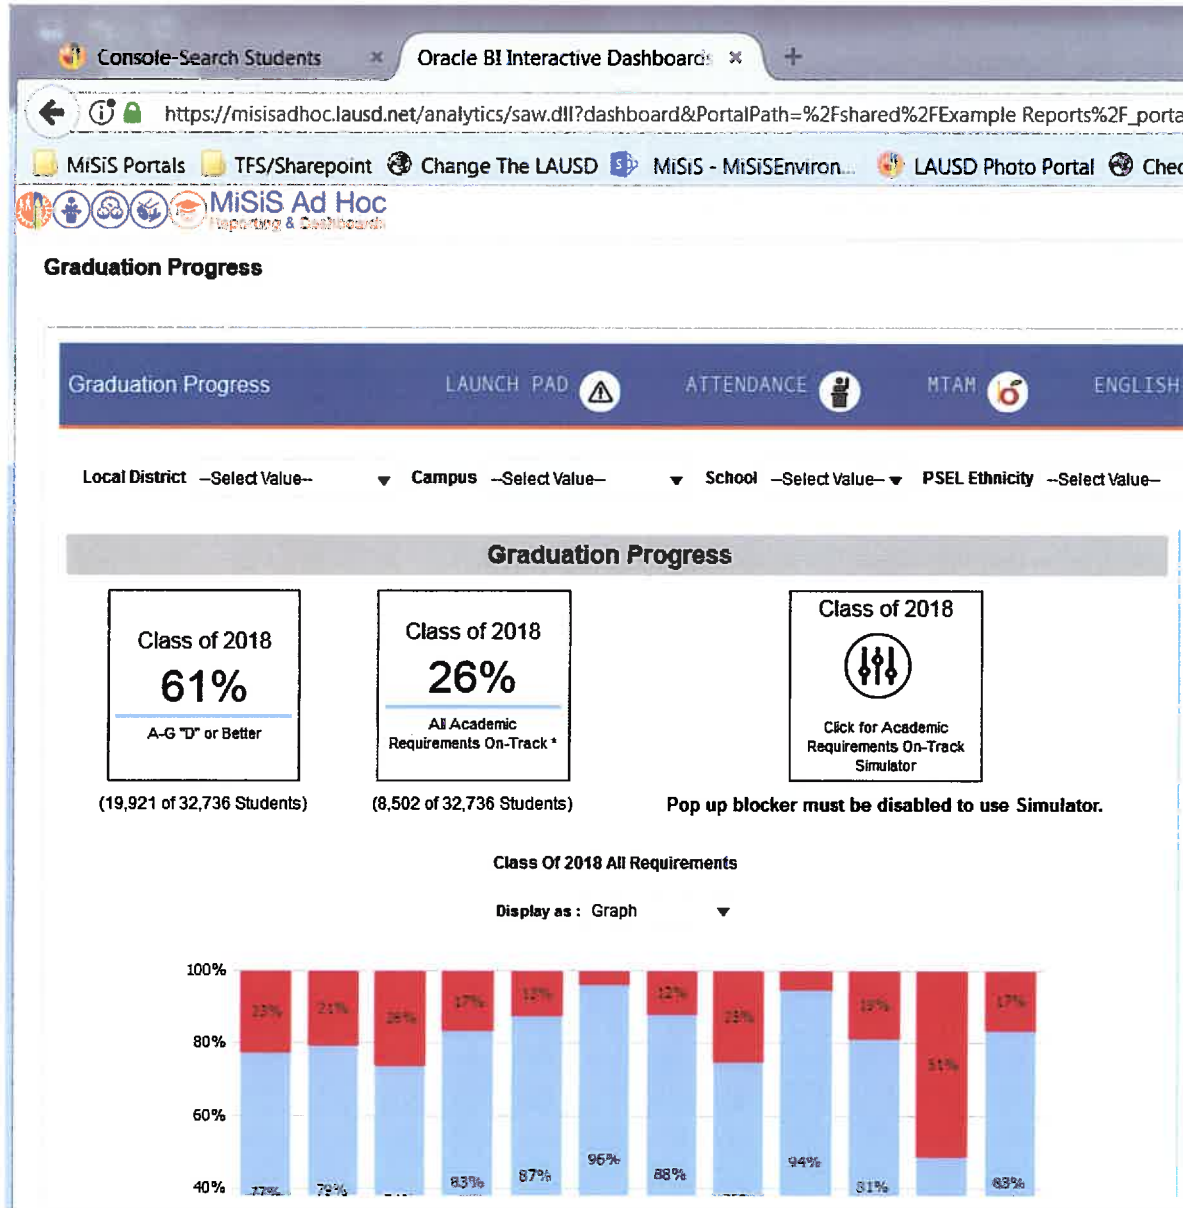 Console-Search Students × Oracle BI Interactive Dashboards × +
https://misisadhoc.lausd.net/analytics/saw.dll?dashboard&PortalPath=%2Fshared%2FExample Reports%2F_porta
MiSiS Portals TFS/Sharepoint Change The LAUSD MiSiS - MiSiSEnviron... LAUSD Photo Portal Chec
MiSiS Ad Hoc
Reporting & Dashboards
Graduation Progress
Graduation Progress LAUNCH PAD ATTENDANCE MTAM ENGLISH
Local District --Select Value-- Campus --Select Value-- School --Select Value-- PSEL Ethnicity --Select Value--
Graduation Progress
Class of 2018
61%
A-G "D" or Better
(19,921 of 32,736 Students)
Class of 2018
26%
All Academic
Requirements On-Track *
(8,502 of 32,736 Students)
Class of 2018
Click for Academic
Requirements On-Track
Simulator
Pop up blocker must be disabled to use Simulator.
Class Of 2018 All Requirements
Display as : Graph
100%
23% 21% 26% 17% 13% 12% 25% 19% 17%
80%
51%
60%
96% 94%
87% 88%
40% 77% 79% 83% 81% 83%